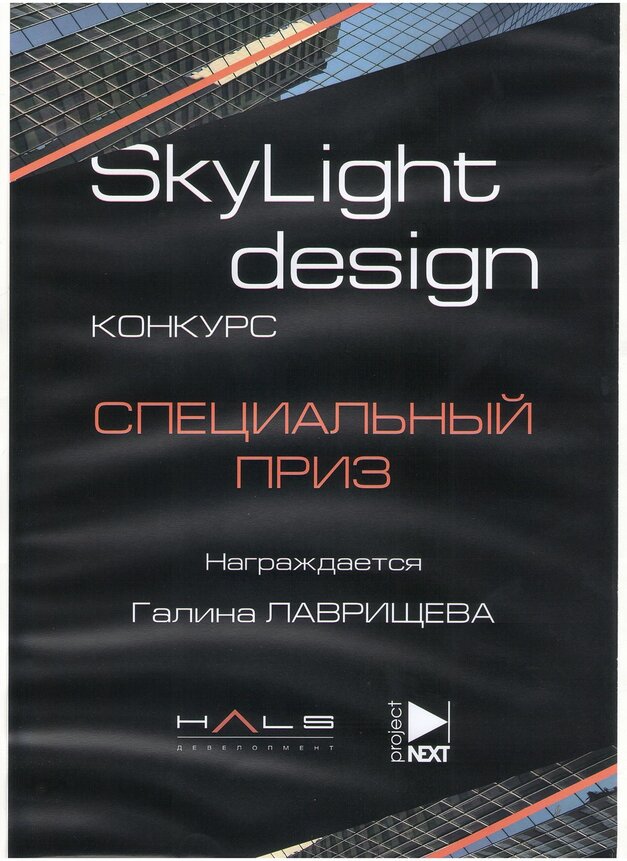 SkyLight
design
КОНКУРС
СПЕЦИАЛЬНЫЙ
ПРИЗ
Награждается
Галина ЛАВРИЩЕВА
HALS
ДЕВЕЛОПМЕНТ
project
NEXT